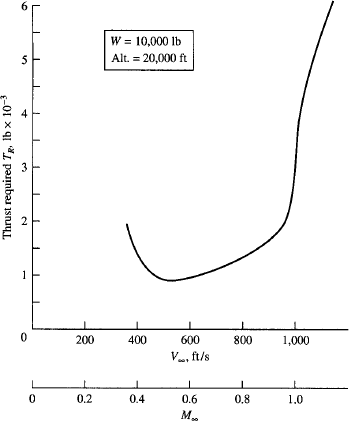 6
W = 10,000 lb
Alt. = 20,000 ft
5
4
Thrust required T_R, lb × 10⁻³
3
2
1
0
200 400 600 800 1,000
V∞, ft/s
0 0.2 0.4 0.6 0.8 1.0
M∞